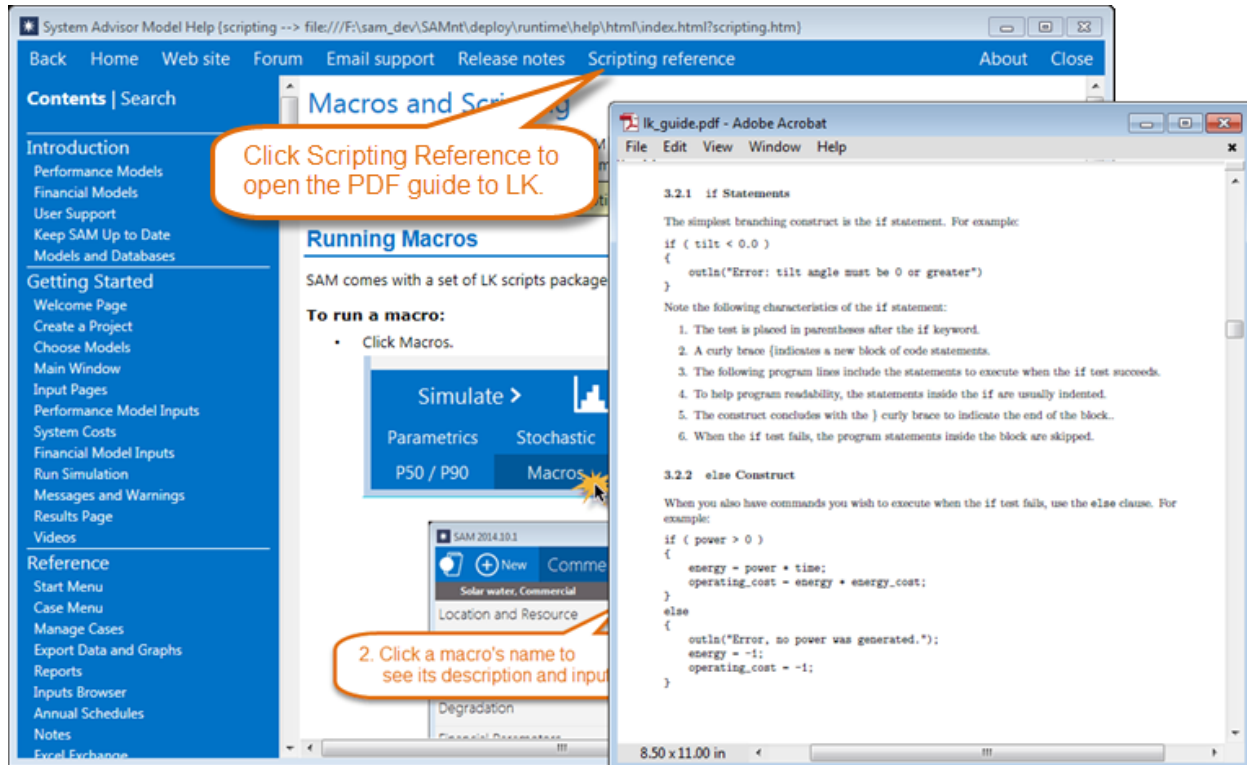 System Advisor Model Help {scripting --> file:///F:\sam_dev\SAMnt\deploy\runtime\help\html\index.html?scripting.htm}
Back Home Web site Forum Email support Release notes Scripting reference About Close
Contents | Search
Introduction
Performance Models
Financial Models
User Support
Keep SAM Up to Date
Models and Databases
Getting Started
Welcome Page
Create a Project
Choose Models
Main Window
Input Pages
Performance Model Inputs
System Costs
Financial Model Inputs
Run Simulation
Messages and Warnings
Results Page
Videos
Reference
Start Menu
Case Menu
Manage Cases
Export Data and Graphs
Reports
Inputs Browser
Annual Schedules
Notes
Excel Exchange
Macros and Scripting
Click Scripting Reference to
open the PDF guide to LK.
Running Macros
SAM comes with a set of LK scripts package
To run a macro:
• Click Macros.
Simulate >
Parametrics Stochastic
P50 / P90 Macros
SAM 2014.10.1
New Comme
Solar water, Commercial
Location and Resource
2. Click a macro's name to
see its description and input
Degradation
Financial Parameters
lk_guide.pdf - Adobe Acrobat
File Edit View Window Help
3.2.1 if Statements
The simplest branching construct is the if statement. For example:
if ( tilt < 0.0 )
{
outln("Error: tilt angle must be 0 or greater")
}
Note the following characteristics of the if statement:
1. The test is placed in parentheses after the if keyword.
2. A curly brace {indicates a new block of code statements.
3. The following program lines include the statements to execute when the if test succeeds.
4. To help program readability, the statements inside the if are usually indented.
5. The construct concludes with the } curly brace to indicate the end of the block..
6. When the if test fails, the program statements inside the block are skipped.
3.2.2 else Construct
When you also have commands you wish to execute when the if test fails, use the else clause. For
example:
if ( power > 0 )
{
energy = power * time;
operating_cost = energy * energy_cost;
}
else
{
outln("Error, no power was generated.");
energy = -1;
operating_cost = -1;
}
8.50 x 11.00 in